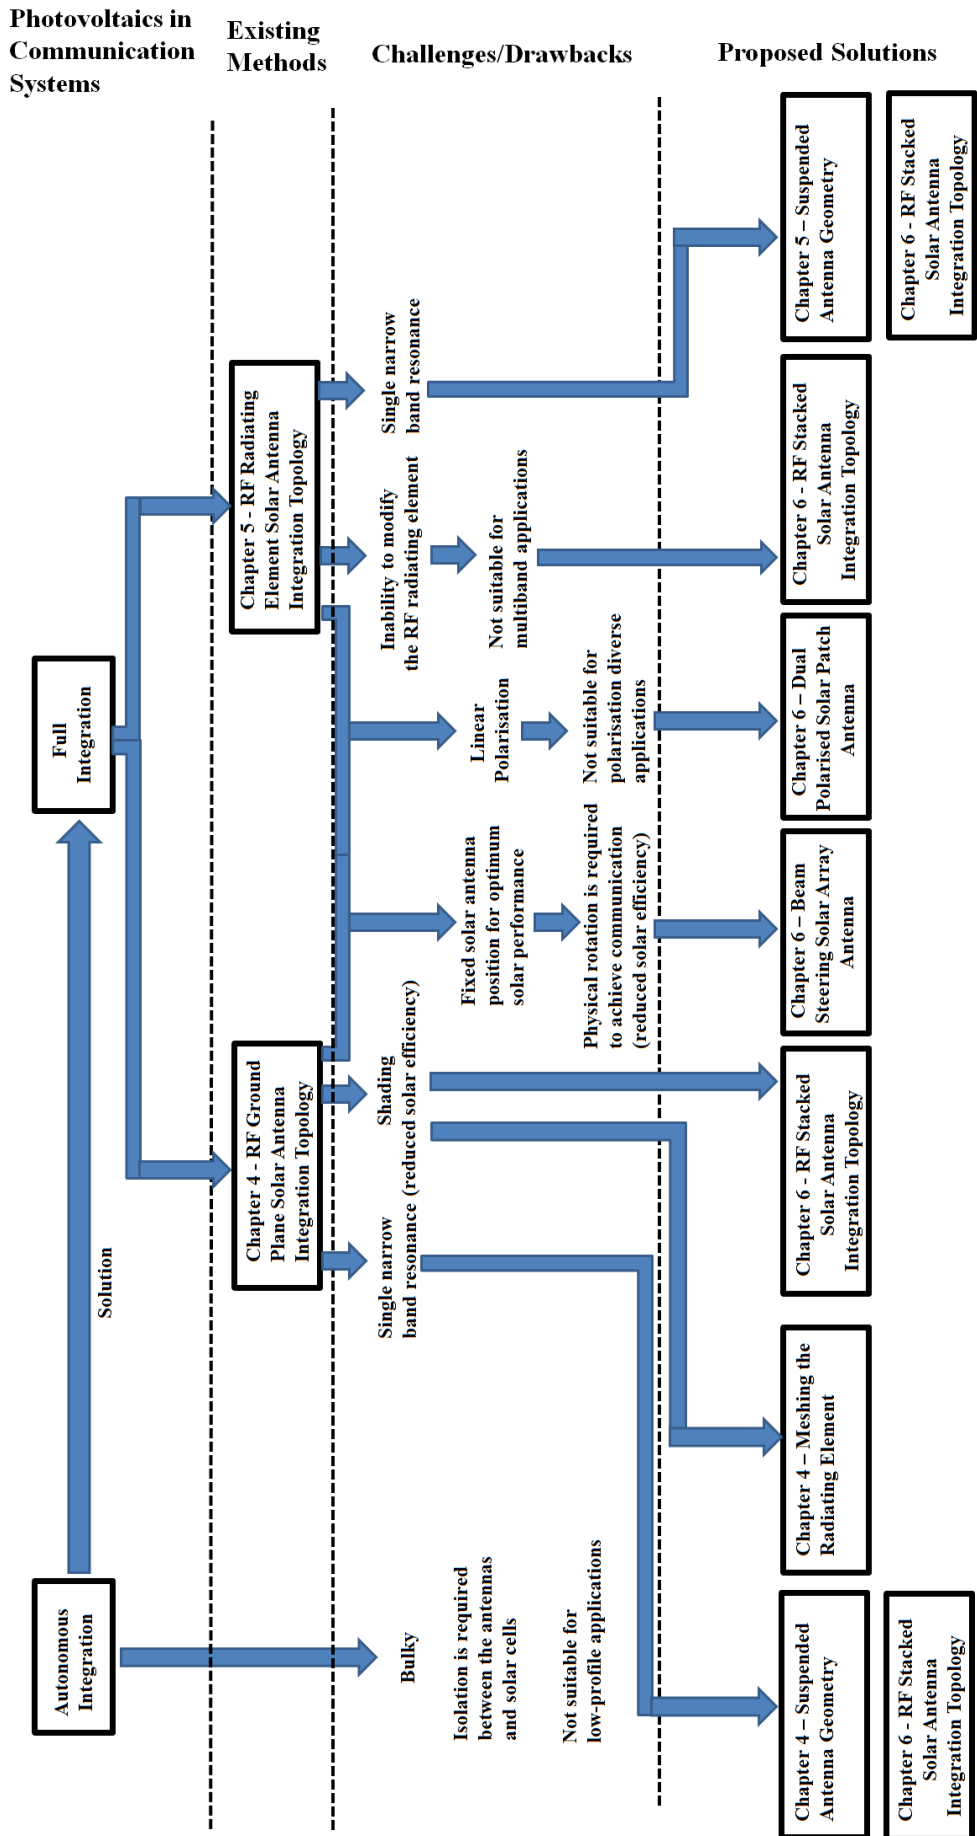 Photovoltaics in
Communication
Systems
Existing
Methods
Challenges/Drawbacks
Proposed Solutions
Autonomous
Integration
Solution
Full
Integration
Chapter 4 - RF Ground
Plane Solar Antenna
Integration Topology
Chapter 5 - RF Radiating
Element Solar Antenna
Integration Topology
Bulky
Isolation is required
between the antennas
and solar cells
Not suitable for
low-profile applications
Single narrow
band resonance
Shading
(reduced solar efficiency)
Fixed solar antenna
position for optimum
solar performance
Physical rotation is required
to achieve communication
(reduced solar efficiency)
Linear
Polarisation
Not suitable for
polarisation diverse
applications
Inability to modify
the RF radiating element
Not suitable for
multiband applications
Single narrow
band resonance
Chapter 4 – Suspended
Antenna Geometry
Chapter 6 - RF Stacked
Solar Antenna
Integration Topology
Chapter 4 – Meshing the
Radiating Element
Chapter 6 - RF Stacked
Solar Antenna
Integration Topology
Chapter 6 – Beam
Steering Solar Array
Antenna
Chapter 6 – Dual
Polarised Solar Patch
Antenna
Chapter 6 - RF Stacked
Solar Antenna
Integration Topology
Chapter 5 – Suspended
Antenna Geometry
Chapter 6 - RF Stacked
Solar Antenna
Integration Topology